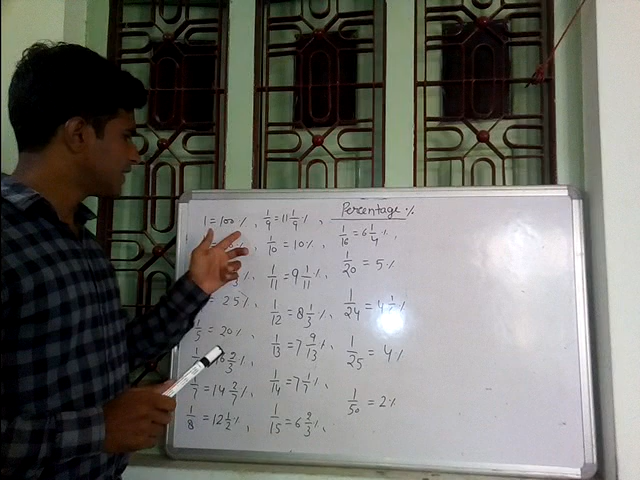 Percentage %
1 = 100%, 1/9 = 11 1/9%, 1/16 = 6 1/4%,
1/10 = 10%
1/11 = 9 1/11%, 1/20 = 5%
= 25%, 1/12 = 8 1/3%, 1/24 = 4
1/5 = 20% 1/13 = 7 9/13%, 1/25 = 4%
2/3%, 1/14 = 7 1/7%
1/7 = 14 2/7%, 1/50 = 2%
1/8 = 12 1/2%, 1/15 = 6 2/3%,